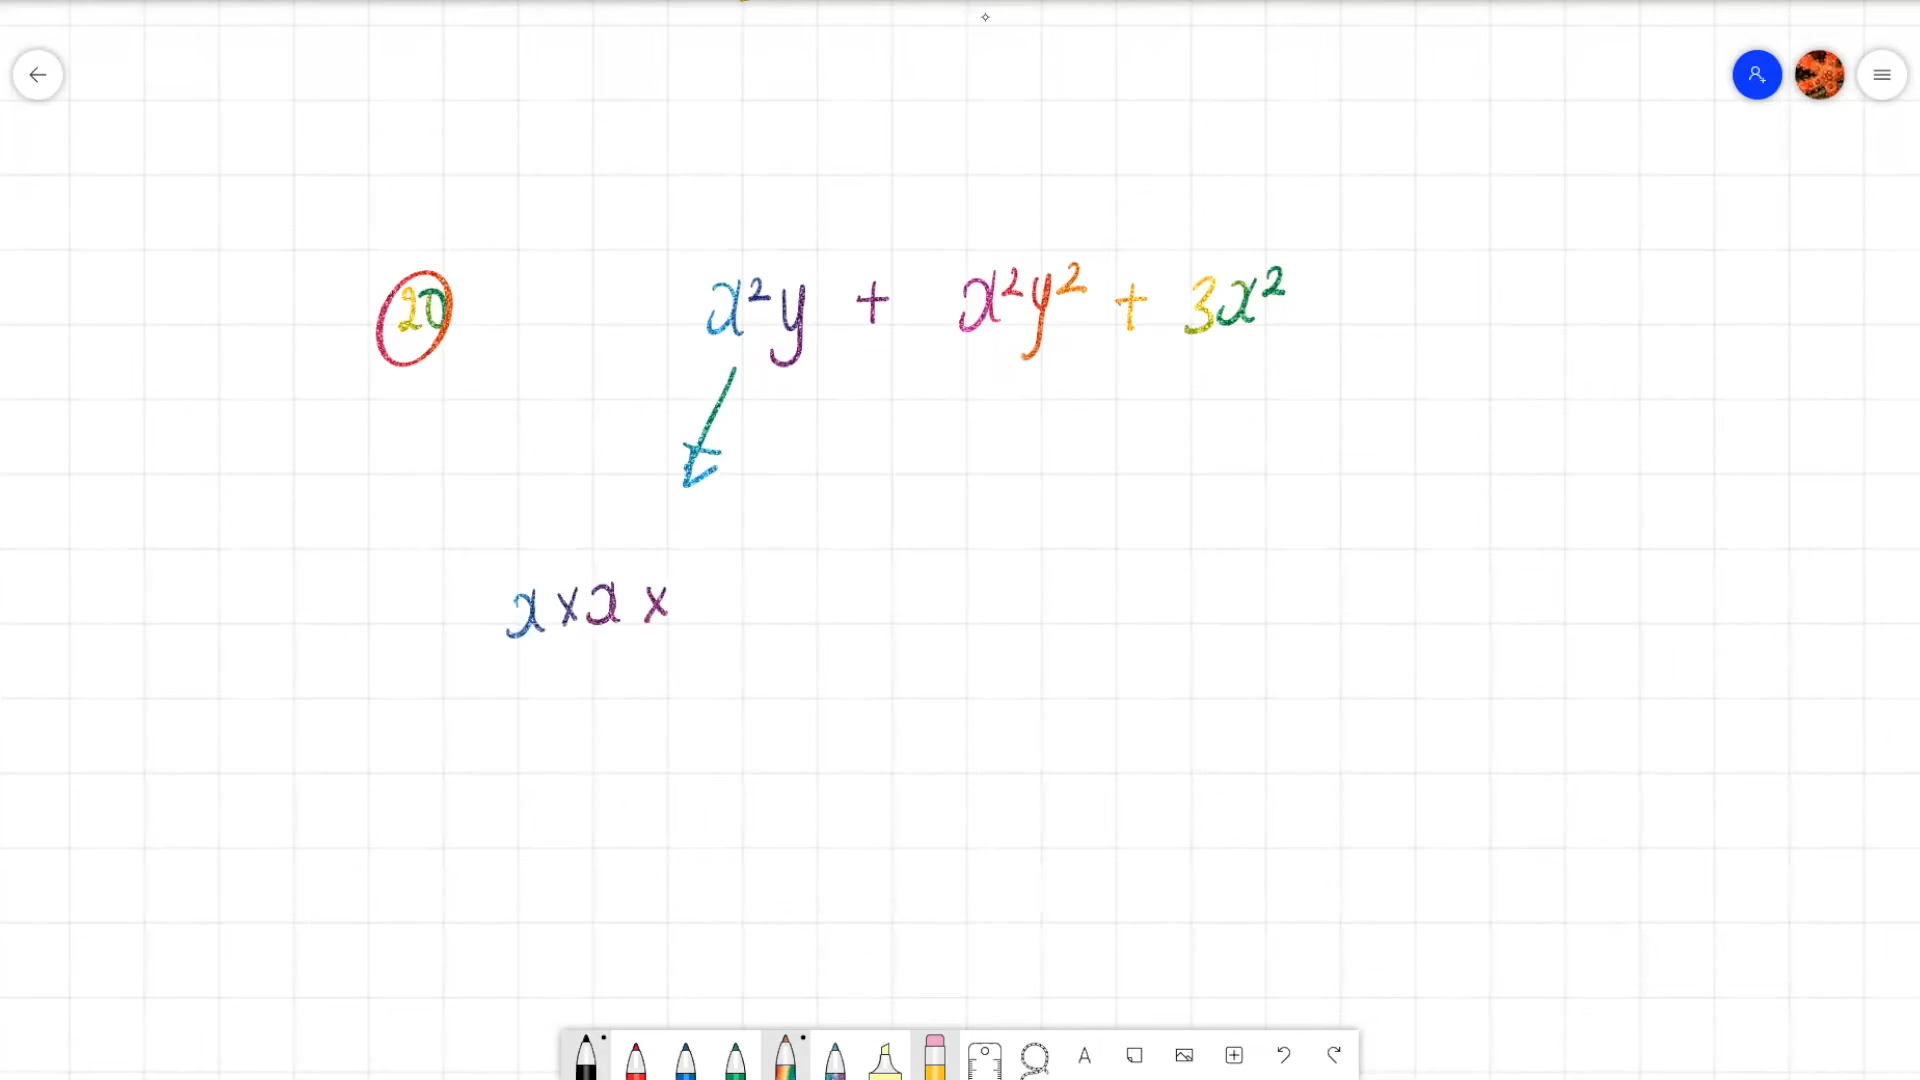 20 x²y + x²y² + 3x²
x × x ×
A